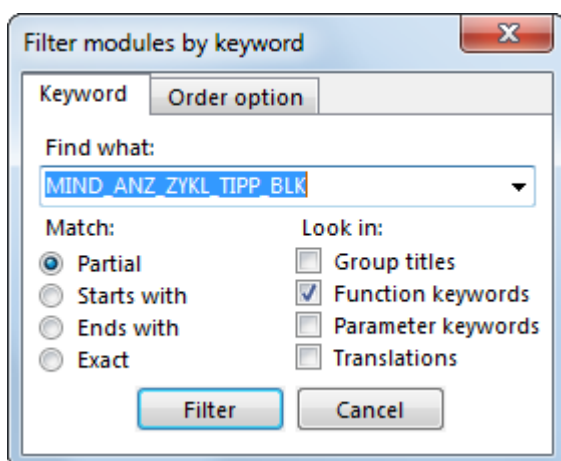 Filter modules by keyword
Keyword Order option
Find what:
MIND_ANZ_ZYKL_TIPP_BLK
Match: Look in:
Partial Group titles
Starts with Function keywords
Ends with Parameter keywords
Exact Translations
Filter Cancel